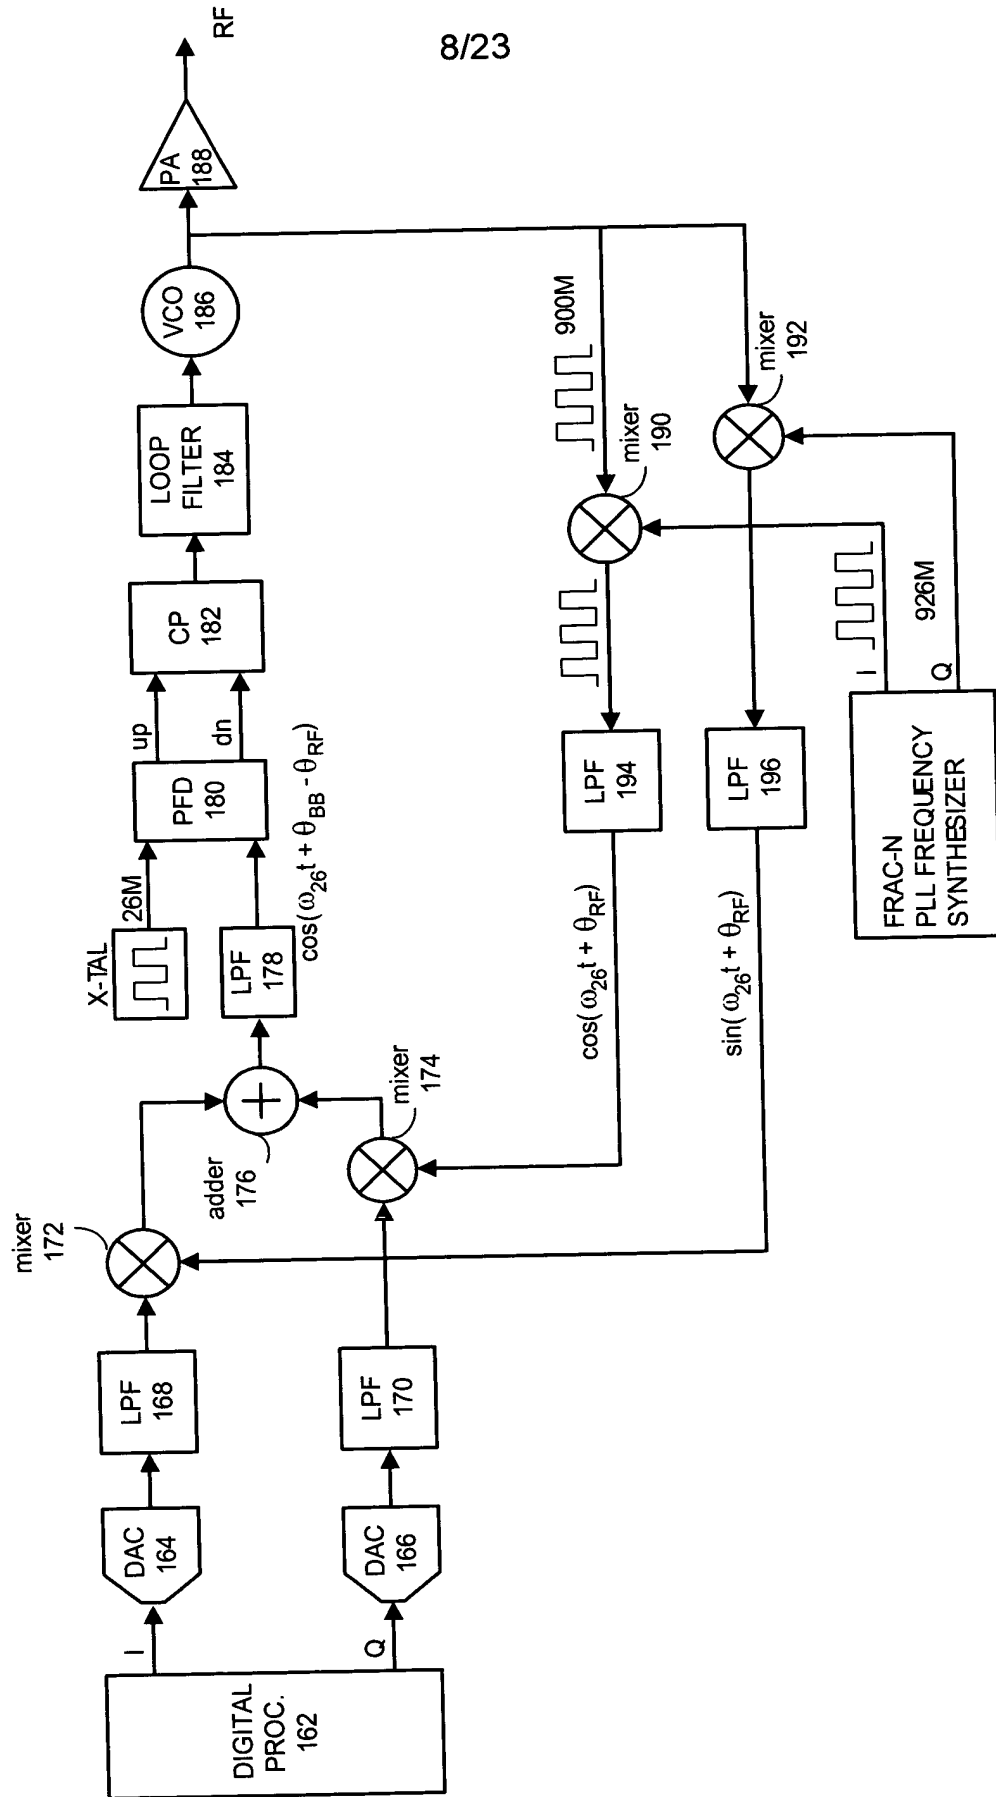 8/23
DIGITAL
PROC.
162
I
Q
DAC
164
DAC
166
LPF
168
LPF
170
mixer
172
mixer
174
adder
176
X-TAL
26M
LPF
178
cos(ω26t + θBB - θRF)
PFD
180
up
dn
CP
182
LOOP
FILTER
184
VCO
186
PA
188
RF
900M
mixer
190
mixer
192
LPF
194
LPF
196
cos(ω26t + θRF)
sin(ω26t + θRF)
I
926M
Q
FRAC-N
PLL FREQUENCY
SYNTHESIZER